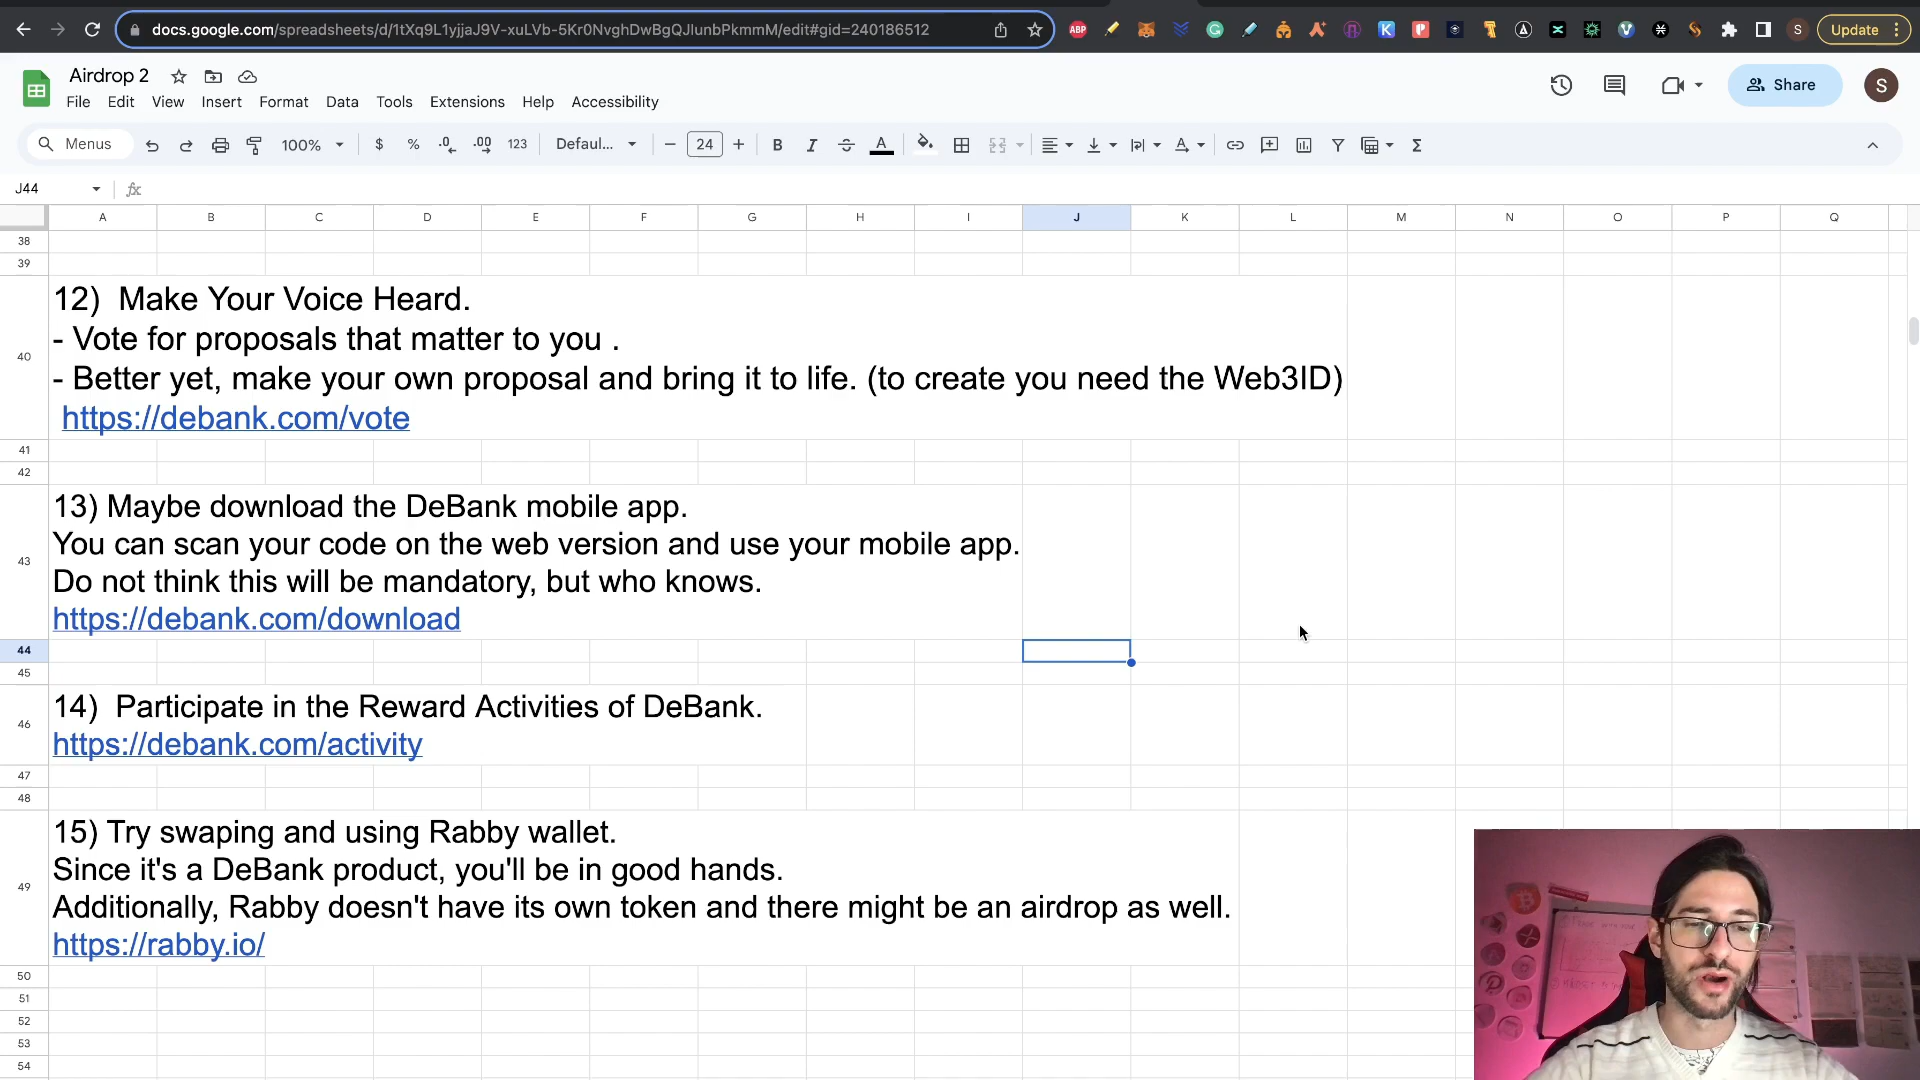 docs.google.com/spreadsheets/d/1tXq9L1yjjaJ9V-xuLVb-5Kr0NvghDwBgQJlunbPkmmM/edit#gid=240186512
ABP
Update
Airdrop 2
File Edit View Insert Format Data Tools Extensions Help Accessibility
Share
S
Menus
100%
$ % .0 .00 123
Defaul...
24
J44
fx
A B C D E F G H I J K L M N O P Q
38
39
40
12)  Make Your Voice Heard.
- Vote for proposals that matter to you .
- Better yet, make your own proposal and bring it to life. (to create you need the Web3ID)
https://debank.com/vote
41
42
43
13) Maybe download the DeBank mobile app.
You can scan your code on the web version and use your mobile app.
Do not think this will be mandatory, but who knows.
https://debank.com/download
44
45
46
14)  Participate in the Reward Activities of DeBank.
https://debank.com/activity
47
48
49
15) Try swaping and using Rabby wallet.
Since it's a DeBank product, you'll be in good hands.
Additionally, Rabby doesn't have its own token and there might be an airdrop as well.
https://rabby.io/
50
51
52
53
54